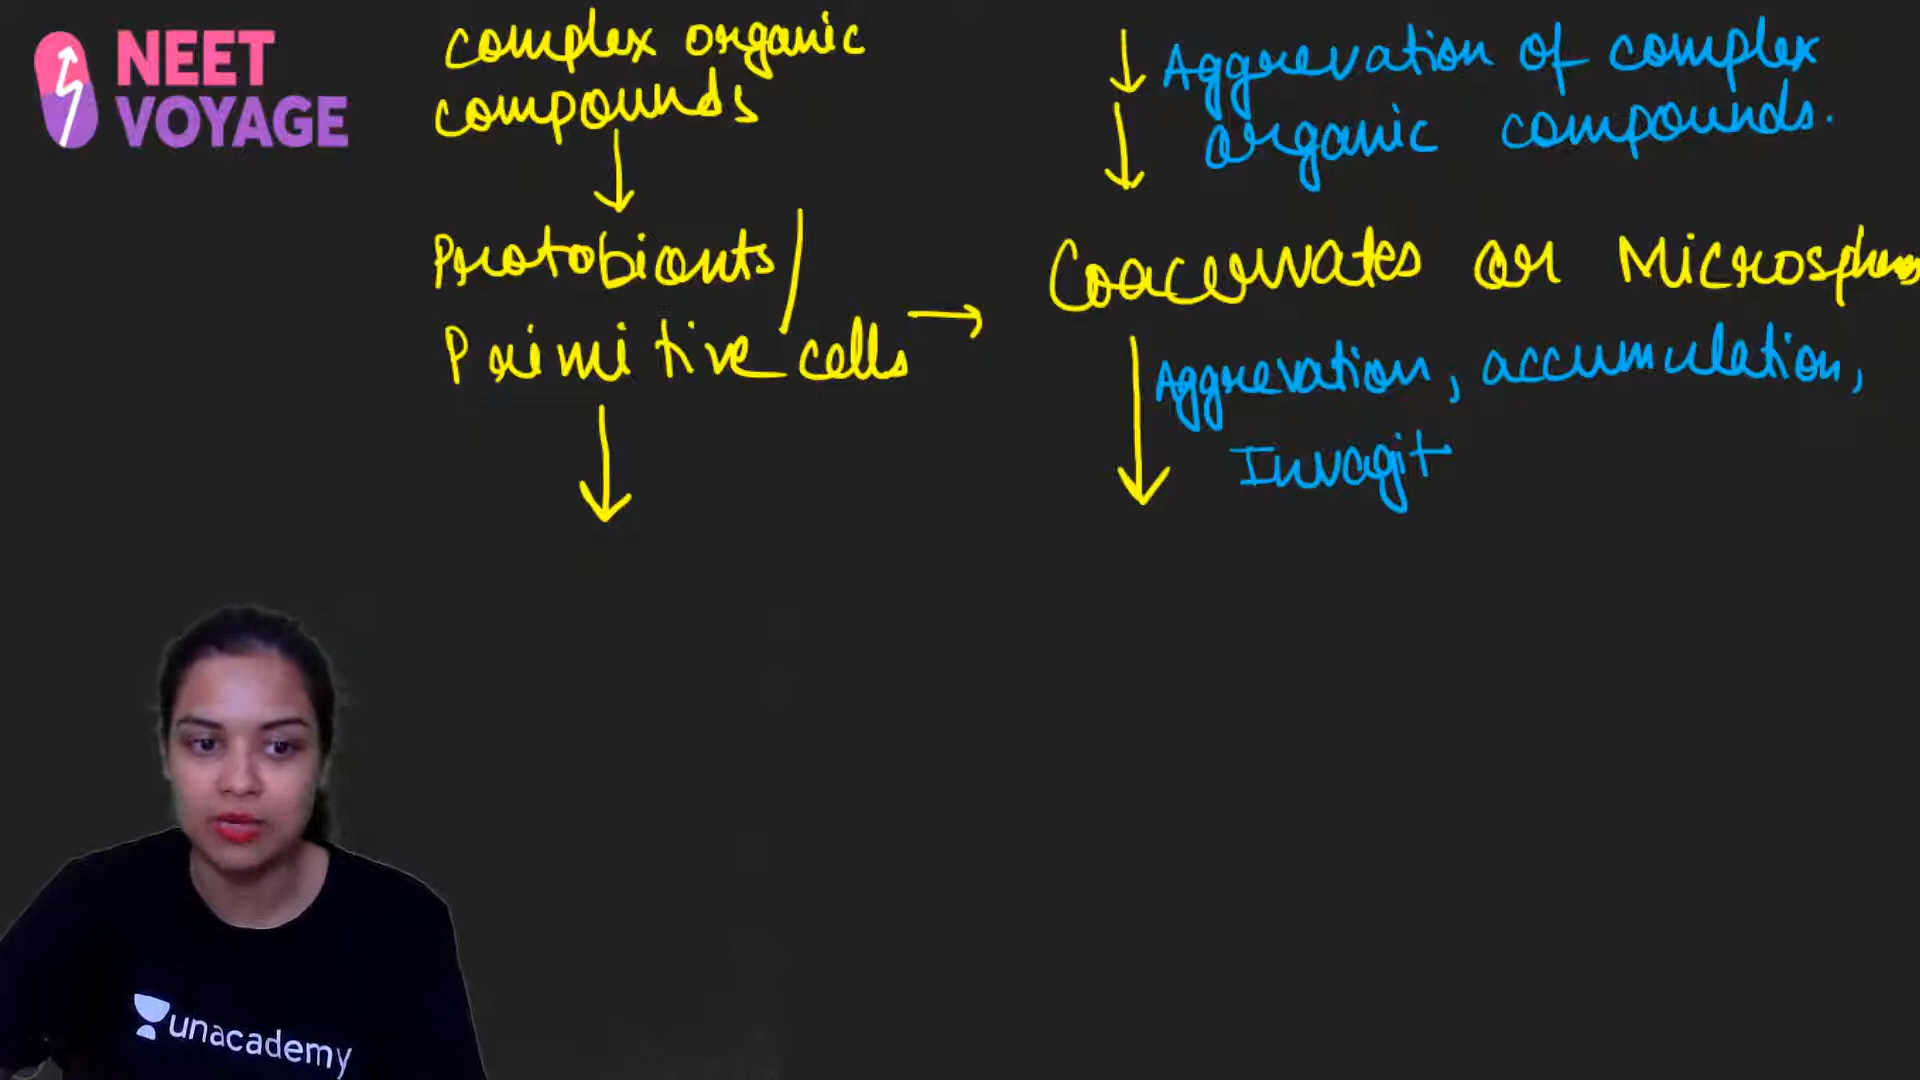 NEET
VOYAGE
complex organic
compounds
Protobionts/
Primitive cells
Aggrevation of complex
organic compounds.
Coacervates or Microspheres
Aggrevation, accumulation,
Invagit
unacademy